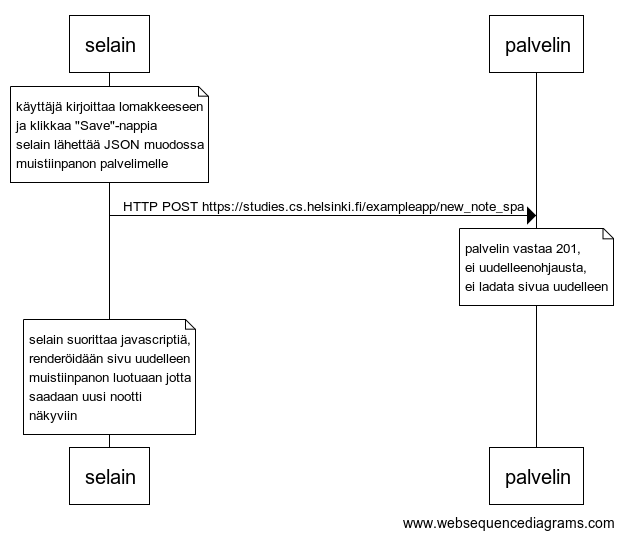 selain
palvelin
käyttäjä kirjoittaa lomakkeeseen
ja klikkaa "Save"-nappia
selain lähettää JSON muodossa
muistiinpanon palvelimelle
HTTP POST https://studies.cs.helsinki.fi/exampleapp/new_note_spa
palvelin vastaa 201,
ei uudelleenohjausta,
ei ladata sivua uudelleen
selain suorittaa javascriptiä,
renderöidään sivu uudelleen
muistiinpanon luotuaan jotta
saadaan uusi nootti
näkyviin
selain
palvelin
www.websequencediagrams.com